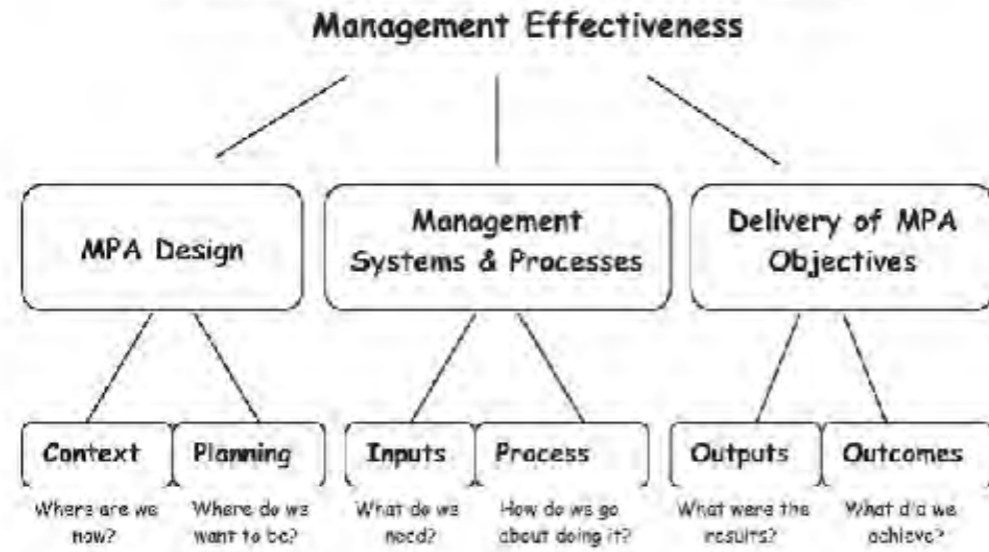 Management Effectiveness
MPA Design
Management
Systems & Processes
Delivery of MPA
Objectives
Context
Planning
Inputs
Process
Outputs
Outcomes
Where are we
now?
Where do we
want to be?
What do we
need?
How do we go
about doing it?
What were the
results?
What did we
achieve?